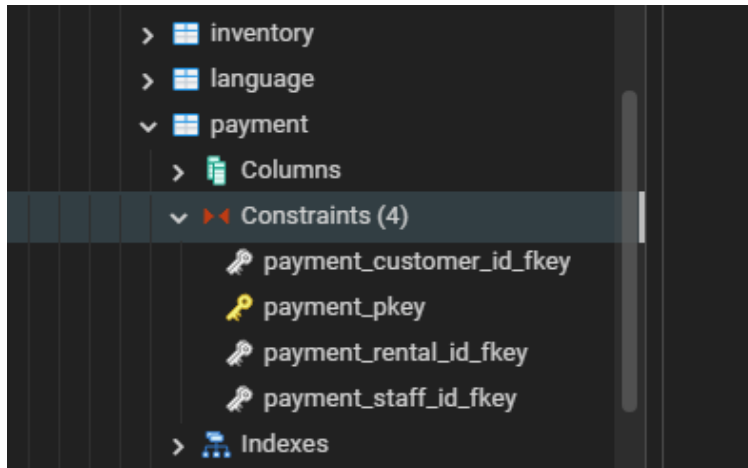 inventory
language
payment
Columns
Constraints (4)
payment_customer_id_fkey
payment_pkey
payment_rental_id_fkey
payment_staff_id_fkey
Indexes